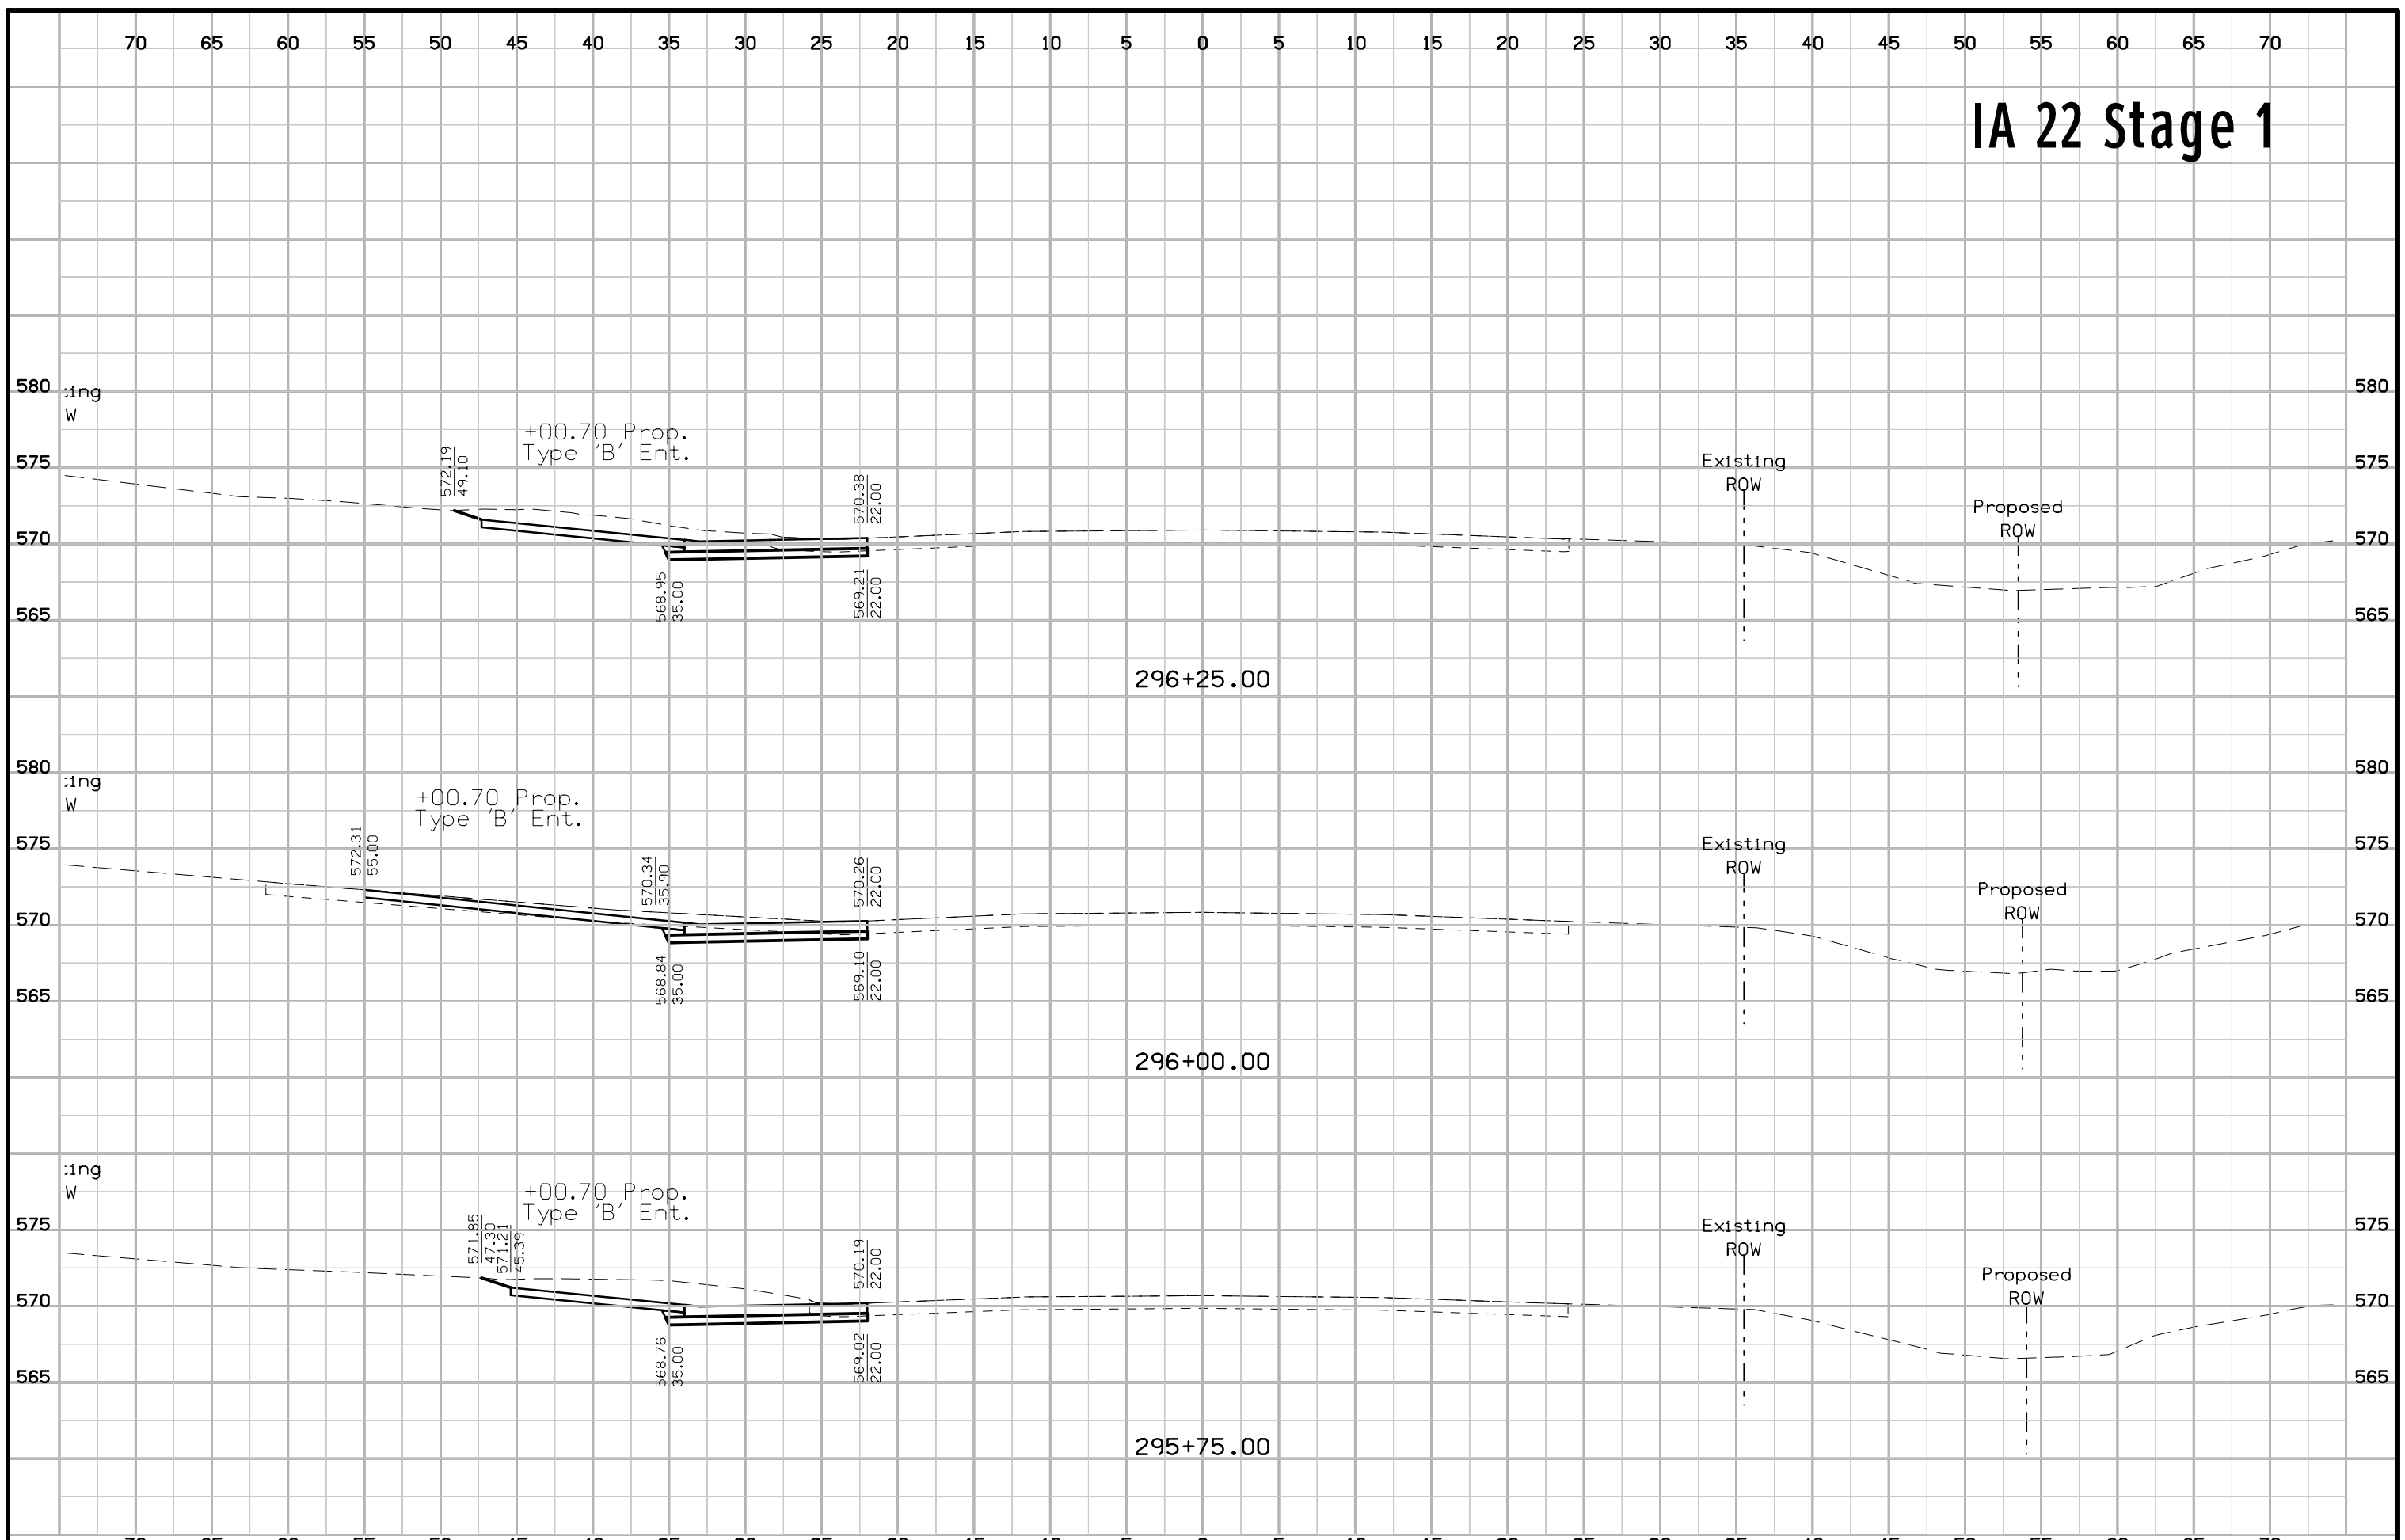 70 65 60 55 50 45 40 35 30 25 20 15 10 5 0 5 10 15 20 25 30 35 40 45 50 55 60 65 70
IA 22 Stage 1
580 580
:ing
W
+00.70 Prop.
Type 'B' Ent.
572.19
49.10
570.38
22.00
575 575
Existing
ROW
Proposed
ROW
570 570
568.95
35.00
569.21
22.00
565 565
296+25.00
580 580
:ing
W
+00.70 Prop.
Type 'B' Ent.
572.31
55.00
570.34
35.90
570.26
22.00
575 575
Existing
ROW
Proposed
ROW
570 570
568.84
35.00
569.10
22.00
565 565
296+00.00
:ing
W
+00.70 Prop.
Type 'B' Ent.
571.85
47.30
571.21
45.39
570.19
22.00
575 575
Existing
ROW
Proposed
ROW
570 570
568.76
35.00
569.02
22.00
565 565
295+75.00